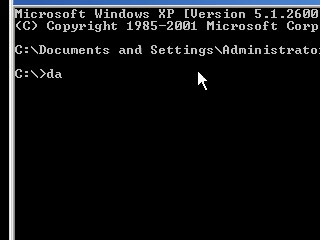 Microsoft Windows XP [Version 5.1.2600
(C) Copyright 1985-2001 Microsoft Corp
C:\Documents and Settings\Administrato
C:\>da